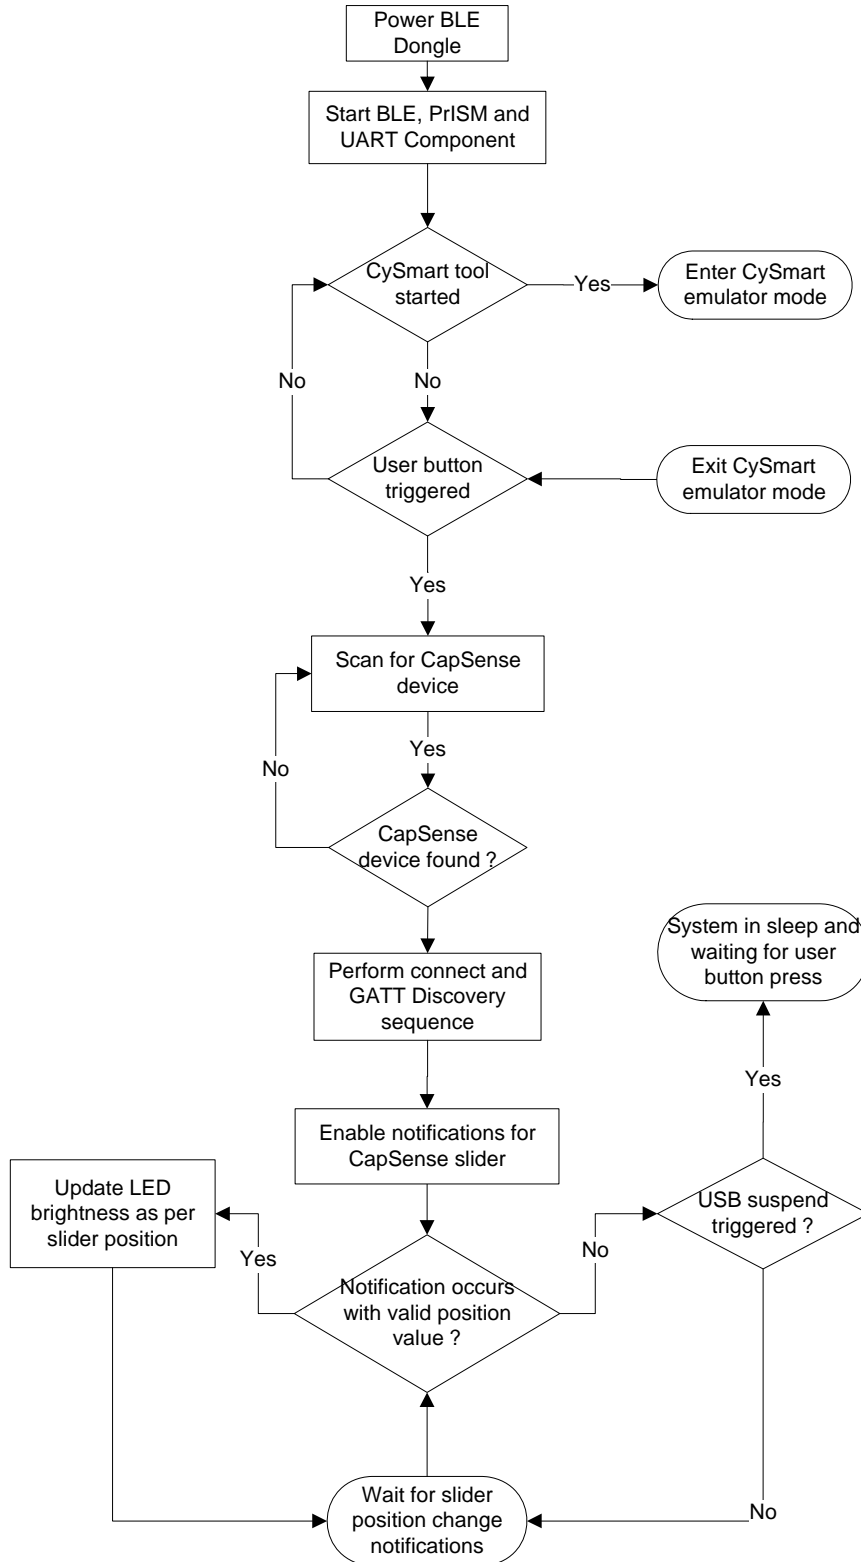 Power BLE
Dongle
Start BLE, PrISM and
UART Component
CySmart tool
started
Yes
Enter CySmart
emulator mode
No
No
User button
triggered
Exit CySmart
emulator mode
Yes
Scan for CapSense
device
Yes
No
CapSense
device found ?
System in sleep and
waiting for user
button press
Perform connect and
GATT Discovery
sequence
Yes
Enable notifications for
CapSense slider
Update LED
brightness as per
slider position
USB suspend
triggered ?
Yes
No
Notification occurs
with valid position
value ?
Wait for slider
position change
notifications
No